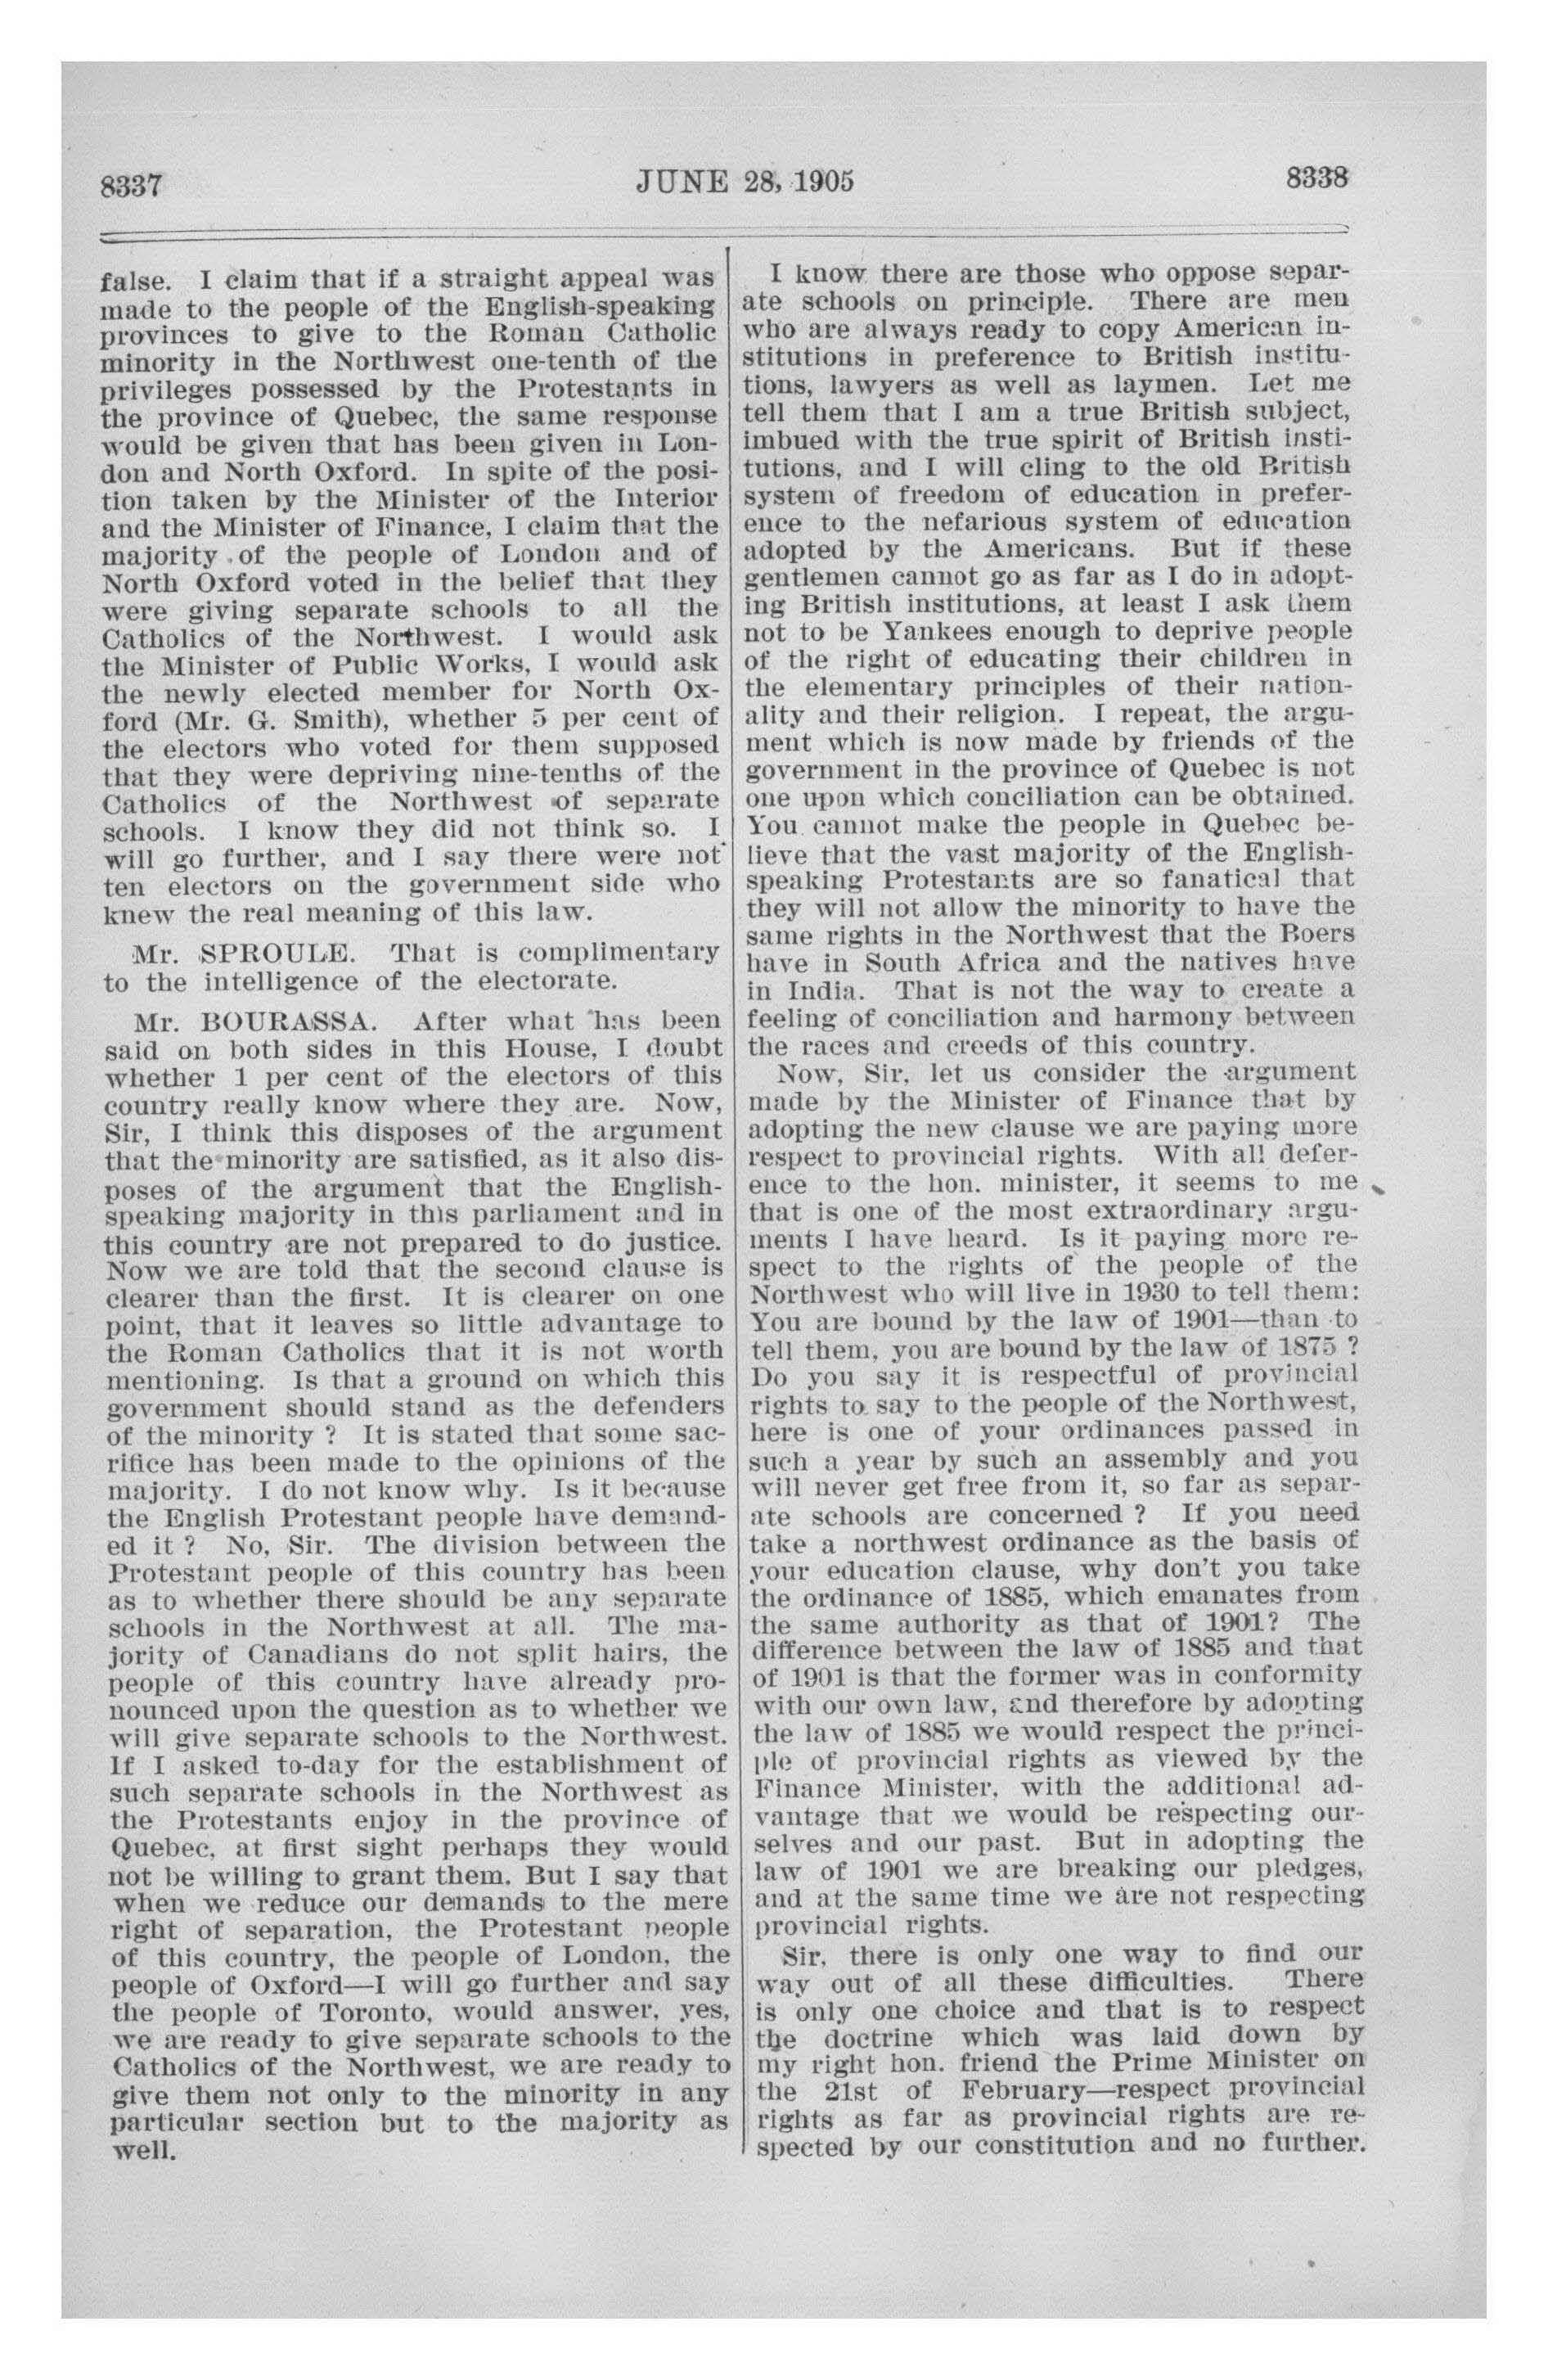 8337
JUNE 28, 1905
8338
false. I claim that if a straight appeal was
made to the people of the English-speaking
provinces to give to the Roman Catholic
minority in the Northwest one-tenth of the
privileges possessed by the Protestants in
the province of Quebec, the same response
would be given that has been given in Lon-
don and North Oxford. In spite of the posi-
tion taken by the Minister of the Interior
and the Minister of Finance, I claim that the
majority of the people of London and of
North Oxford voted in the belief that they
were giving separate schools to all the
Catholics of the Northwest. I would ask
the Minister of Public Works, I would ask
the newly elected member for North Ox-
ford (Mr. G. Smith), whether 5 per cent of
the electors who voted for them supposed
that they were depriving nine-tenths of the
Catholics of the Northwest of separate
schools. I know they did not think so. I
will go further, and I say there were not
ten electors on the government side who
knew the real meaning of this law.
Mr. SPROULE. That is complimentary
to the intelligence of the electorate.
Mr. BOURASSA. After what has been
said on both sides in this House, I doubt
whether 1 per cent of the electors of this
country really know where they are. Now,
Sir, I think this disposes of the argument
that the minority are satisfied, as it also dis-
poses of the argument that the English-
speaking majority in this parliament and in
this country are not prepared to do justice.
Now we are told that the second clause is
clearer than the first. It is clearer on one
point, that it leaves so little advantage to
the Roman Catholics that it is not worth
mentioning. Is that a ground on which this
government should stand as the defenders
of the minority ? It is stated that some sac-
rifice has been made to the opinions of the
majority. I do not know why. Is it because
the English Protestant people have demand-
ed it ? No, Sir. The division between the
Protestant people of this country has been
as to whether there should be any separate
schools in the Northwest at all. The ma-
jority of Canadians do not split hairs, the
people of this country have already pro-
nounced upon the question as to whether we
will give separate schools to the Northwest.
If I asked to-day for the establishment of
such separate schools in the Northwest as
the Protestants enjoy in the province of
Quebec, at first sight perhaps they would
not be willing to grant them. But I say that
when we reduce our demands to the mere
right of separation, the Protestant people
of this country, the people of London, the
people of Oxford—I will go further and say
the people of Toronto, would answer, yes,
we are ready to give separate schools to the
Catholics of the Northwest, we are ready to
give them not only to the minority in any
particular section but to the majority as
well.
I know there are those who oppose separ-
ate schools on principle. There are men
who are always ready to copy American in-
stitutions in preference to British institu-
tions, lawyers as well as laymen. Let me
tell them that I am a true British subject,
imbued with the true spirit of British insti-
tutions, and I will cling to the old British
system of freedom of education in prefer-
ence to the nefarious system of education
adopted by the Americans. But if these
gentlemen cannot go as far as I do in adopt-
ing British institutions, at least I ask them
not to be Yankees enough to deprive people
of the right of educating their children in
the elementary principles of their nation-
ality and their religion. I repeat, the argu-
ment which is now made by friends of the
government in the province of Quebec is not
one upon which conciliation can be obtained.
You cannot make the people in Quebec be-
lieve that the vast majority of the English-
speaking Protestants are so fanatical that
they will not allow the minority to have the
same rights in the Northwest that the Boers
have in South Africa and the natives have
in India. That is not the way to create a
feeling of conciliation and harmony between
the races and creeds of this country.
Now, Sir, let us consider the argument
made by the Minister of Finance that by
adopting the new clause we are paying more
respect to provincial rights. With all defer-
ence to the hon. minister, it seems to me
that is one of the most extraordinary argu-
ments I have heard. Is it paying more re-
spect to the rights of the people of the
Northwest who will live in 1930 to tell them:
You are bound by the law of 1901—than to
tell them, you are bound by the law of 1875 ?
Do you say it is respectful of provincial
rights to say to the people of the Northwest,
here is one of your ordinances passed in
such a year by such an assembly and you
will never get free from it, so far as separ-
ate schools are concerned ? If you need
take a northwest ordinance as the basis of
your education clause, why don't you take
the ordinance of 1885, which emanates from
the same authority as that of 1901? The
difference between the law of 1885 and that
of 1901 is that the former was in conformity
with our own law, and therefore by adopting
the law of 1885 we would respect the princi-
ple of provincial rights as viewed by the
Finance Minister, with the additional ad-
vantage that we would be respecting our-
selves and our past. But in adopting the
law of 1901 we are breaking our pledges,
and at the same time we are not respecting
provincial rights.
Sir, there is only one way to find our
way out of all these difficulties. There
is only one choice and that is to respect
the doctrine which was laid down by
my right hon. friend the Prime Minister on
the 21st of February—respect provincial
rights as far as provincial rights are re-
spected by our constitution and no further.